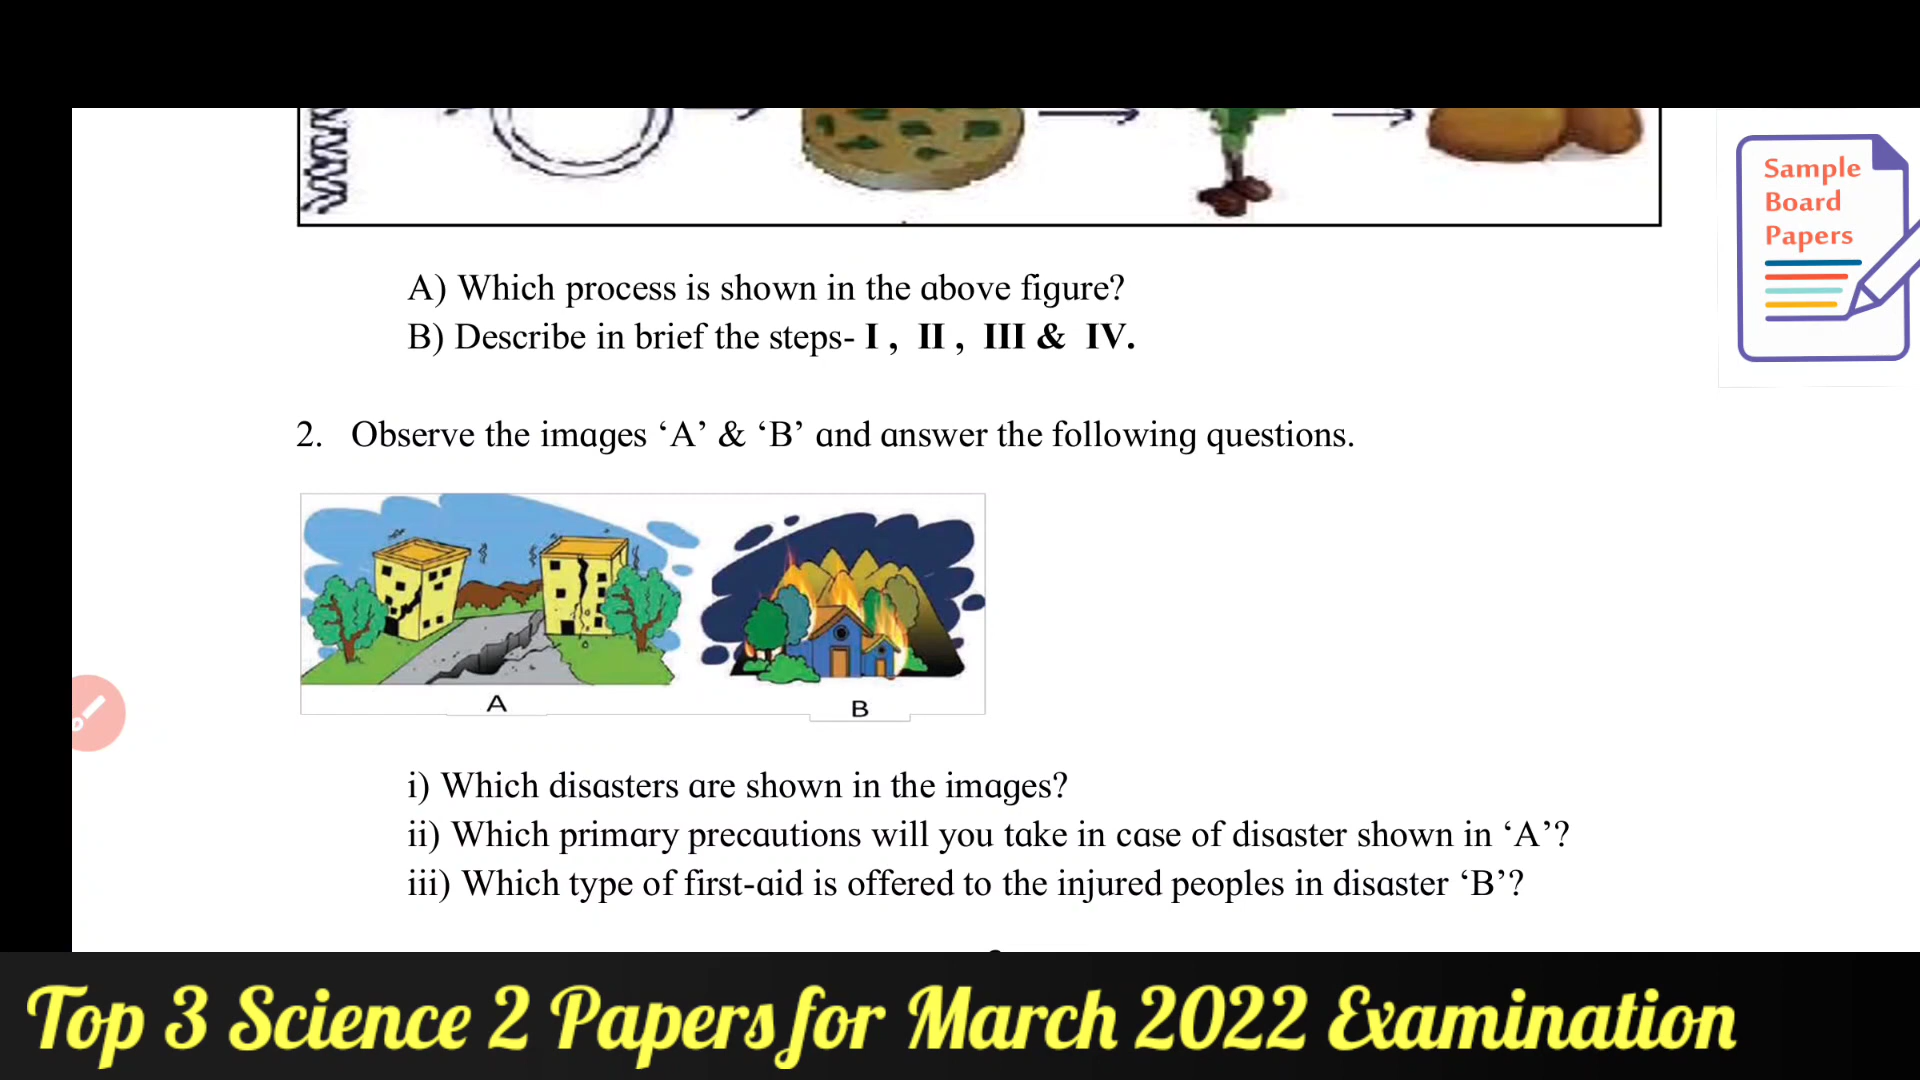 Sample
Board
Papers
A) Which process is shown in the above figure?
B) Describe in brief the steps- I , II , III & IV.
2. Observe the images ‘A’ & ‘B’ and answer the following questions.
A
B
i) Which disasters are shown in the images?
ii) Which primary precautions will you take in case of disaster shown in ‘A’?
iii) Which type of first-aid is offered to the injured peoples in disaster ‘B’?
Top 3 Science 2 Papers for March 2022 Examination